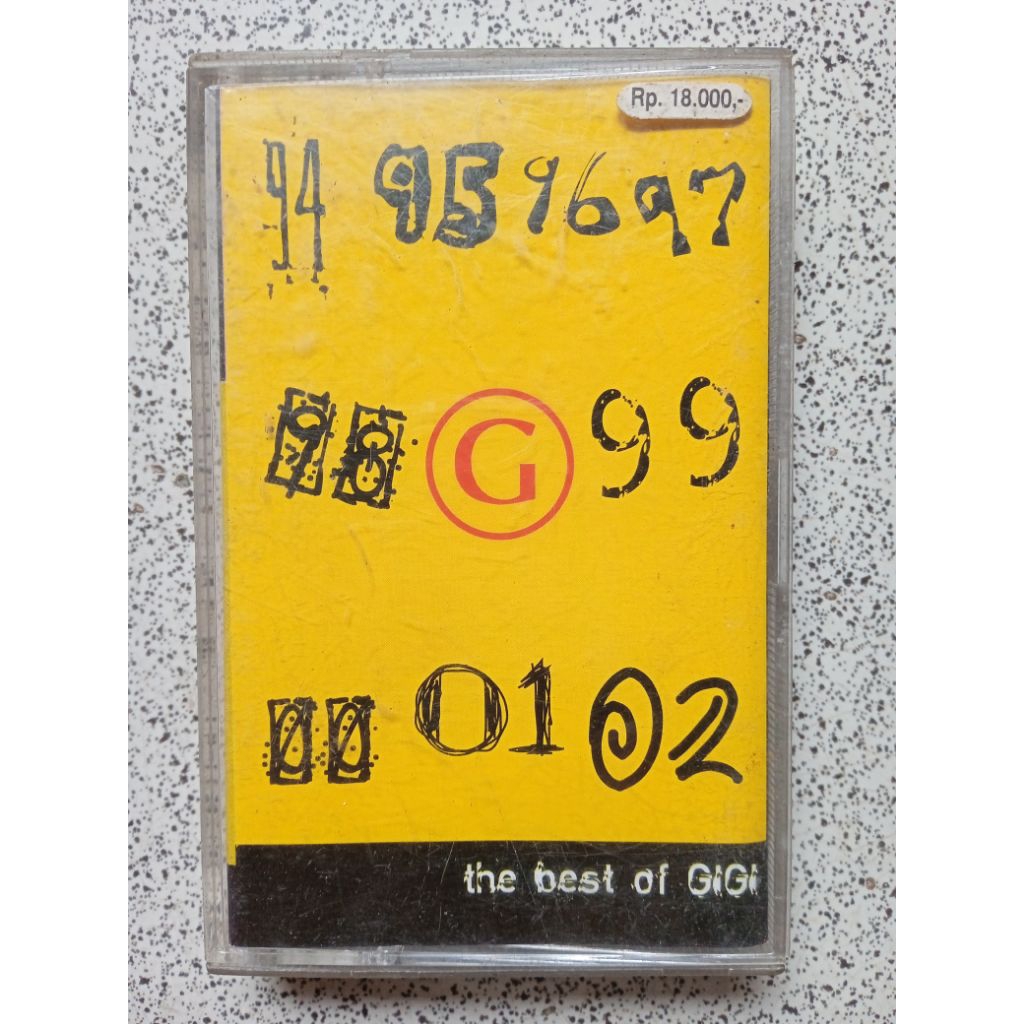 Rp. 18.000,-
94 95 96 97
98 G 99
00 01 02
the best of GIGI